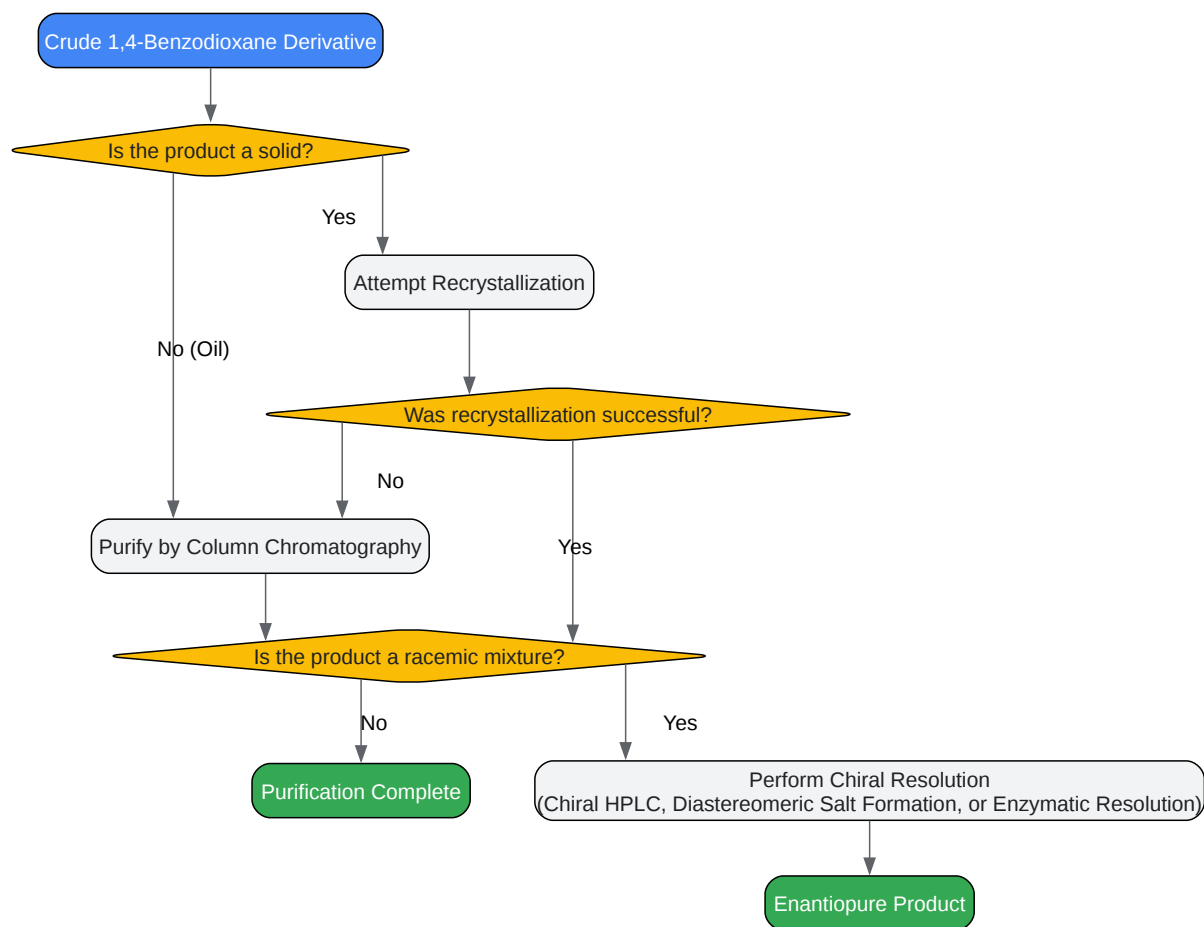 Crude 1,4-Benzodioxane Derivative
Is the product a solid?
Yes
Attempt Recrystallization
No (Oil)
Was recrystallization successful?
No
Purify by Column Chromatography
Yes
Is the product a racemic mixture?
No
Yes
Purification Complete
Perform Chiral Resolution
(Chiral HPLC, Diastereomeric Salt Formation, or Enzymatic Resolution)
Enantiopure Product